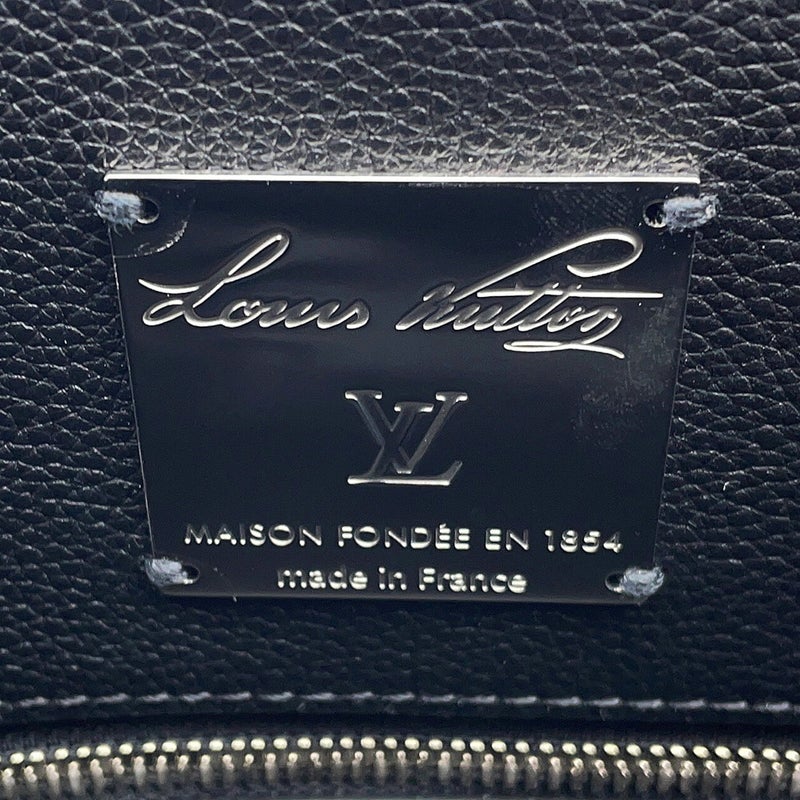 Louis Vuitton
LV
MAISON FONDÉE EN 1854
made in France